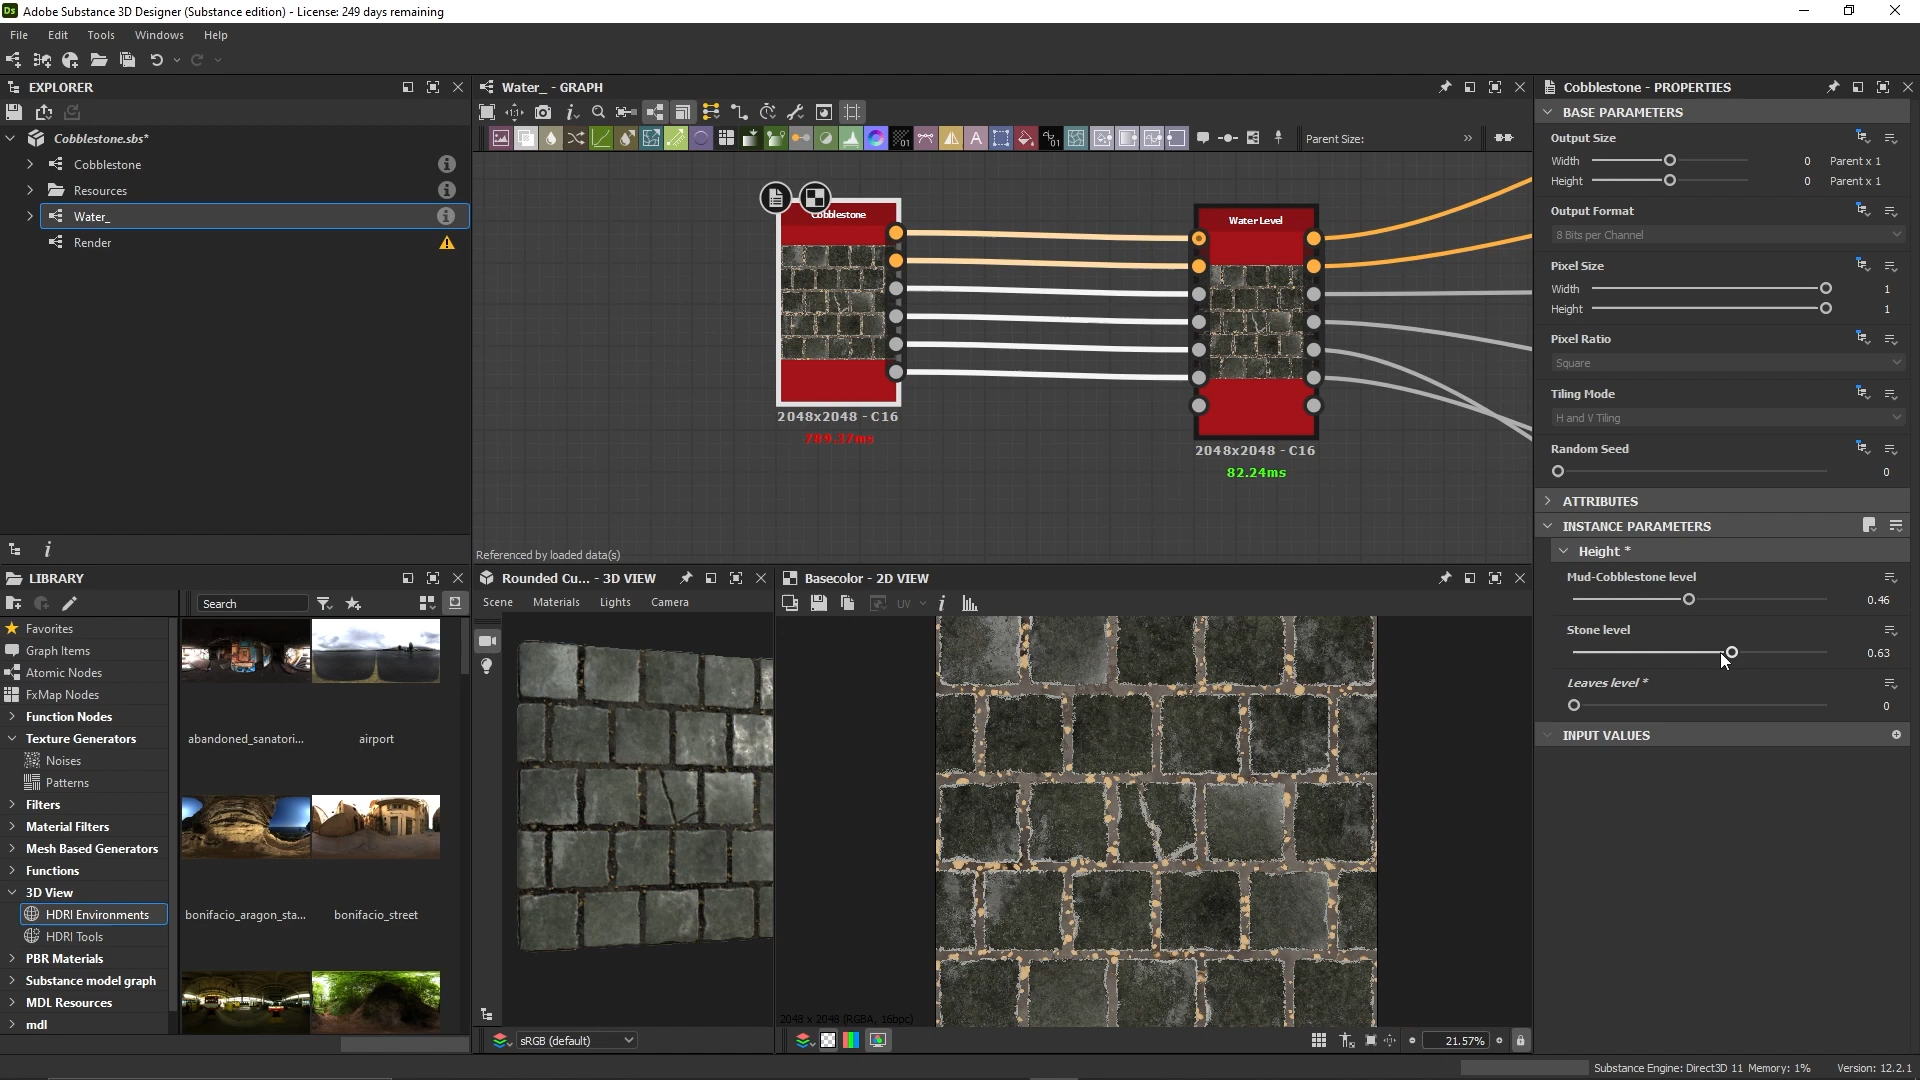 Ds Adobe Substance 3D Designer (Substance edition) - License: 249 days remaining
File Edit Tools Windows Help
EXPLORER
Cobblestone.sbs*
Cobblestone
Resources
Water_
Render
Water_ - GRAPH
Parent Size:
Cobblestone
2048x2048 - C16
789.37ms
Water Level
2048x2048 - C16
82.24ms
Referenced by loaded data(s)
Cobblestone - PROPERTIES
BASE PARAMETERS
Output Size
Width 0 Parent x 1
Height 0 Parent x 1
Output Format
8 Bits per Channel
Pixel Size
Width 1
Height 1
Pixel Ratio
Square
Tiling Mode
H and V Tiling
Random Seed
0
ATTRIBUTES
INSTANCE PARAMETERS
Height *
Mud-Cobblestone level
0.46
Stone level
0.63
Leaves level *
0
INPUT VALUES
LIBRARY
Search
Favorites
Graph Items
Atomic Nodes
FxMap Nodes
Function Nodes
Texture Generators
Noises
Patterns
Filters
Material Filters
Mesh Based Generators
Functions
3D View
HDRI Environments
HDRI Tools
PBR Materials
Substance model graph
MDL Resources
mdl
abandoned_sanatori...
airport
bonifacio_aragon_sta...
bonifacio_street
Rounded Cu... - 3D VIEW
Scene Materials Lights Camera
sRGB (default)
Basecolor - 2D VIEW
UV
2048 x 2048 (RGBA, 16bpc)
21.57%
Substance Engine: Direct3D 11 Memory: 1% Version: 12.2.1